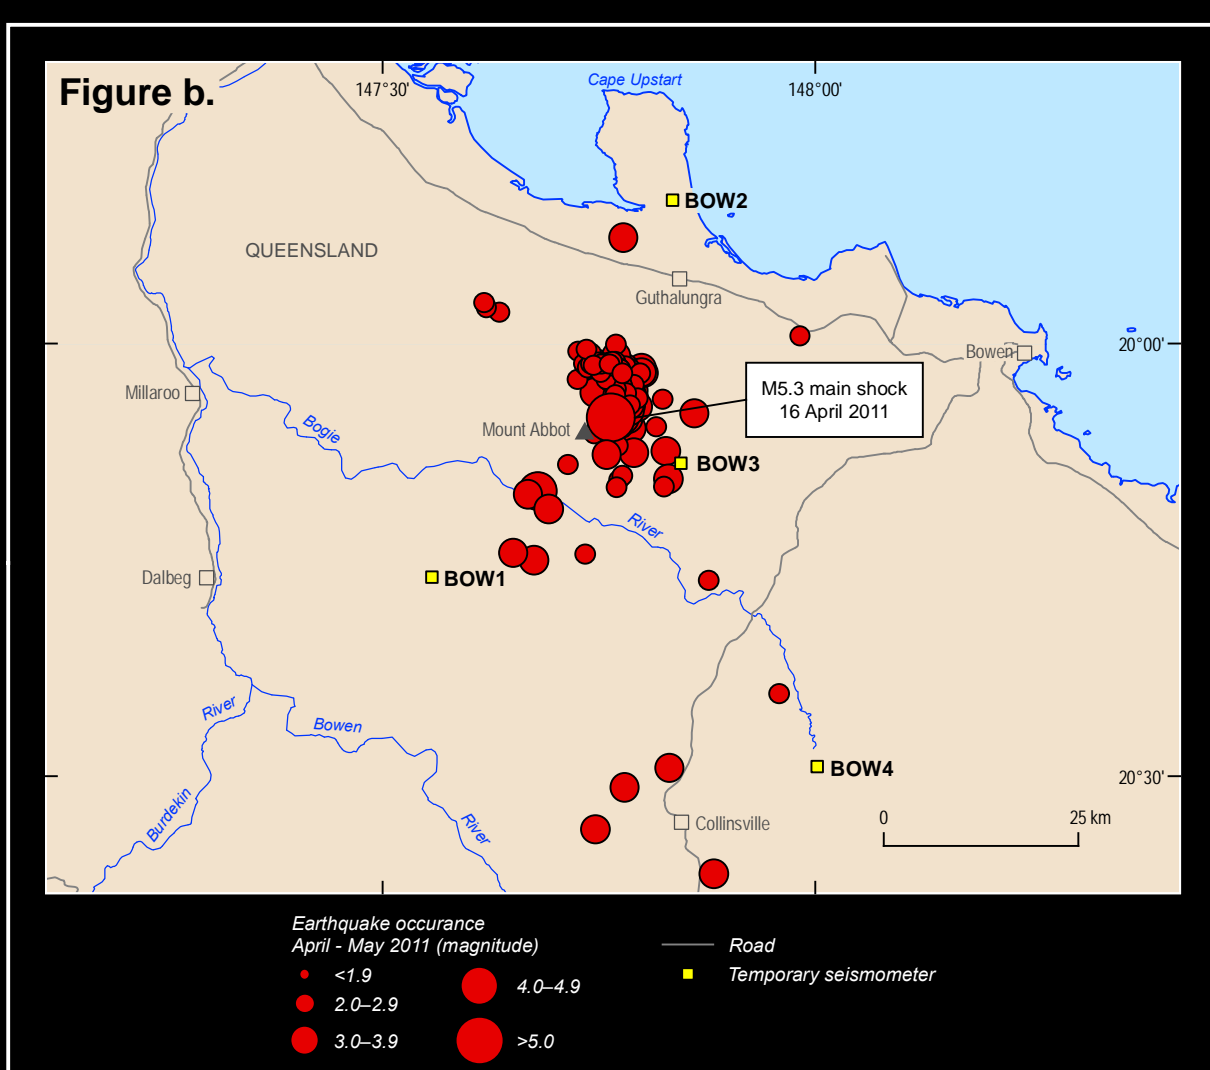 Figure b.
147°30'
Cape Upstart
148°00'
BOW2
QUEENSLAND
Guthalungra
20°00'
Bowen
Millaroo
M5.3 main shock
16 April 2011
Bogie
Mount Abbot
BOW3
River
Dalbeg
BOW1
River
Bowen
BOW4
20°30'
Burdekin
River
Collinsville
0
25 km
Earthquake occurance
April - May 2011 (magnitude)
<1.9
2.0–2.9
3.0–3.9
4.0–4.9
>5.0
Road
Temporary seismometer